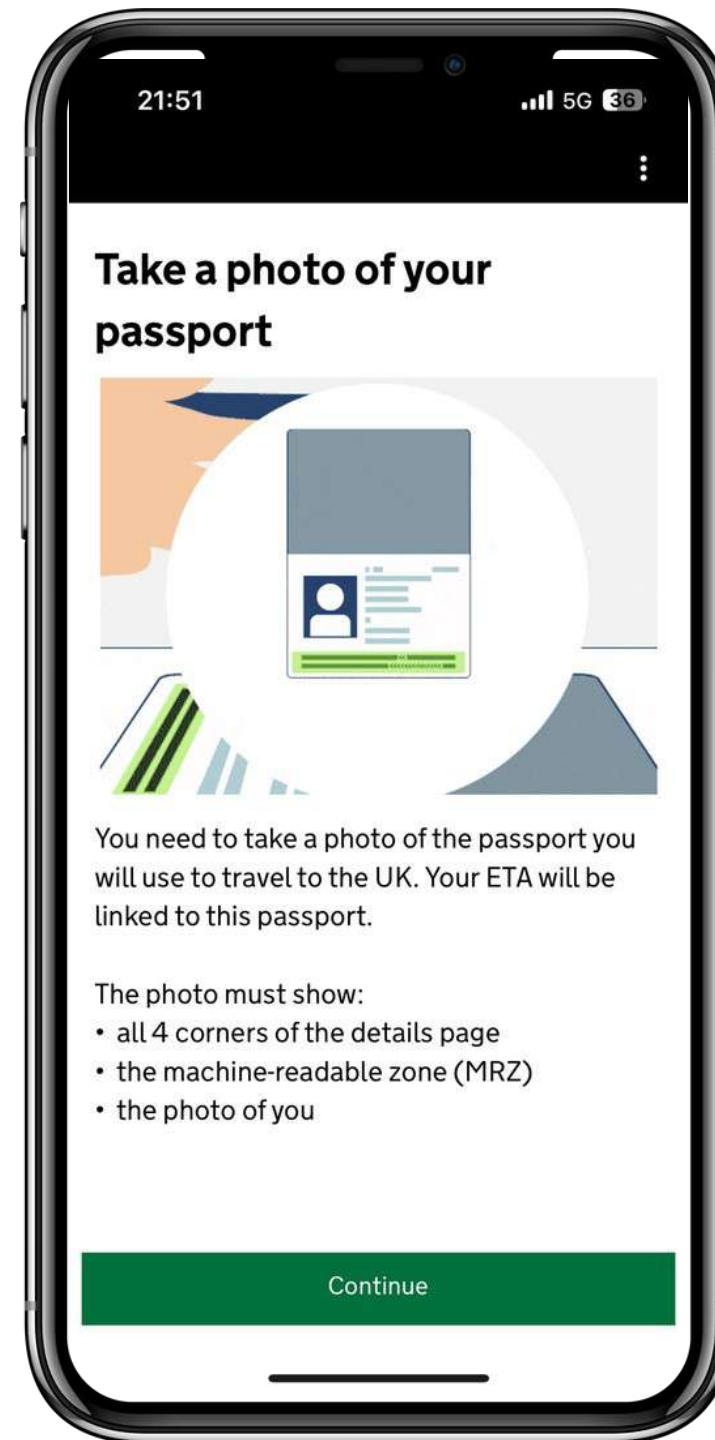 21:51
5G 36
Take a photo of your
passport
You need to take a photo of the passport you
will use to travel to the UK. Your ETA will be
linked to this passport.
The photo must show:
• all 4 corners of the details page
• the machine-readable zone (MRZ)
• the photo of you
Continue